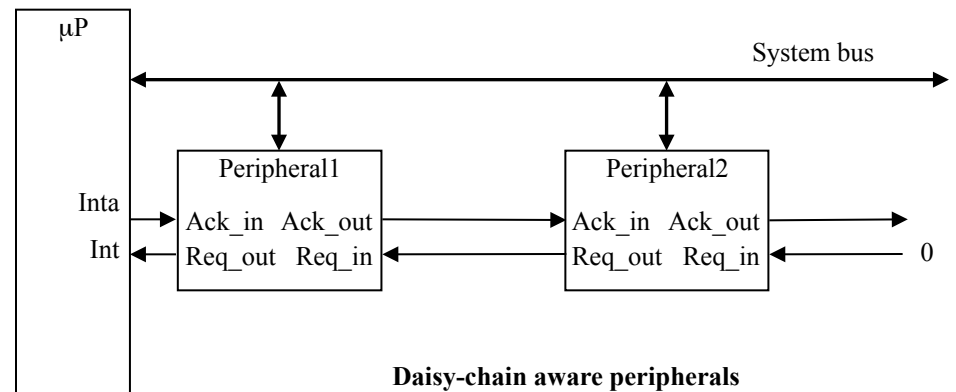 μP
System bus
Peripheral1 Peripheral2
Inta Ack_in Ack_out Ack_in Ack_out
Int Req_out Req_in Req_out Req_in 0
Daisy-chain aware peripherals